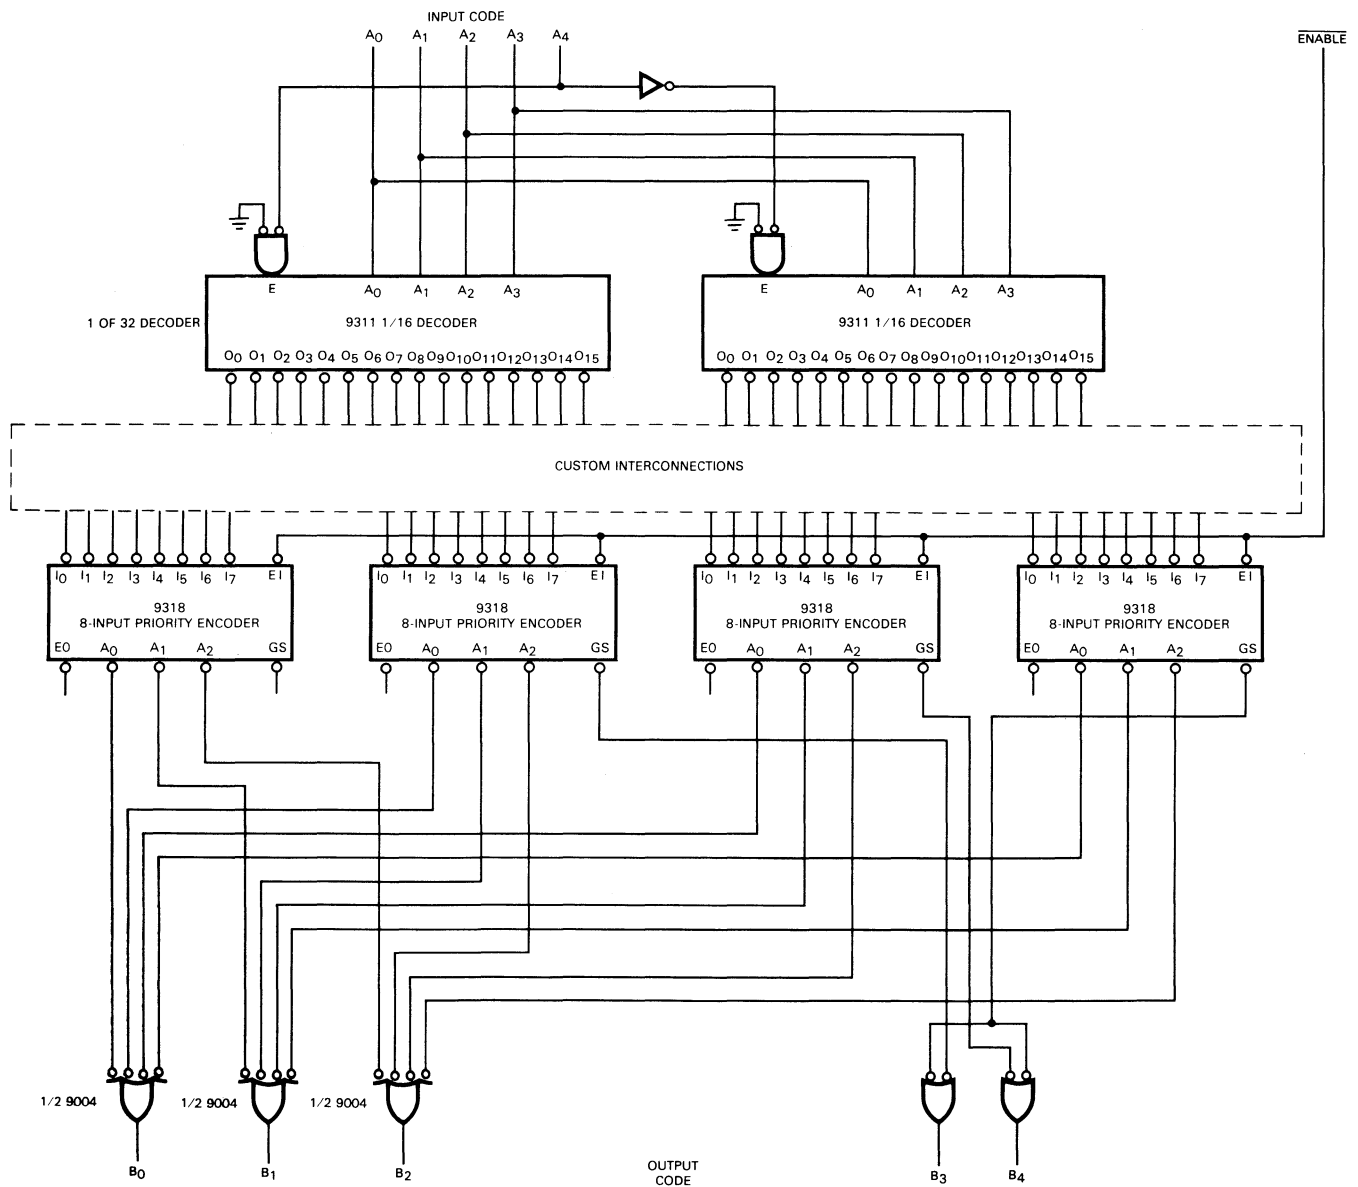 INPUT CODE
A0 A1 A2 A3 A4
ENABLE
E A0 A1 A2 A3
E A0 A1 A2 A3
1 OF 32 DECODER
9311 1/16 DECODER
9311 1/16 DECODER
O0 O1 O2 O3 O4 O5 O6 O7 O8 O9 O10 O11 O12 O13 O14 O15
O0 O1 O2 O3 O4 O5 O6 O7 O8 O9 O10 O11 O12 O13 O14 O15
CUSTOM INTERCONNECTIONS
I0 I1 I2 I3 I4 I5 I6 I7 EI
9318
8-INPUT PRIORITY ENCODER
EO A0 A1 A2 GS
I0 I1 I2 I3 I4 I5 I6 I7 EI
9318
8-INPUT PRIORITY ENCODER
EO A0 A1 A2 GS
I0 I1 I2 I3 I4 I5 I6 I7 EI
9318
8-INPUT PRIORITY ENCODER
EO A0 A1 A2 GS
I0 I1 I2 I3 I4 I5 I6 I7 EI
9318
8-INPUT PRIORITY ENCODER
EO A0 A1 A2 GS
1/2 9004
1/2 9004
1/2 9004
B0 B1 B2
OUTPUT
CODE
B3 B4